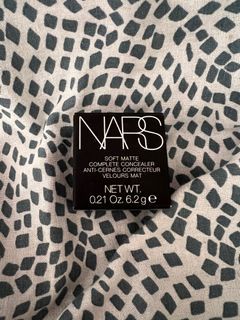 NARS
SOFT MATTE
COMPLETE CONCEALER
ANTI-CERNES CORRECTEUR
VELOURS MAT
NET WT.
0.21 Oz. 6.2 g ℮